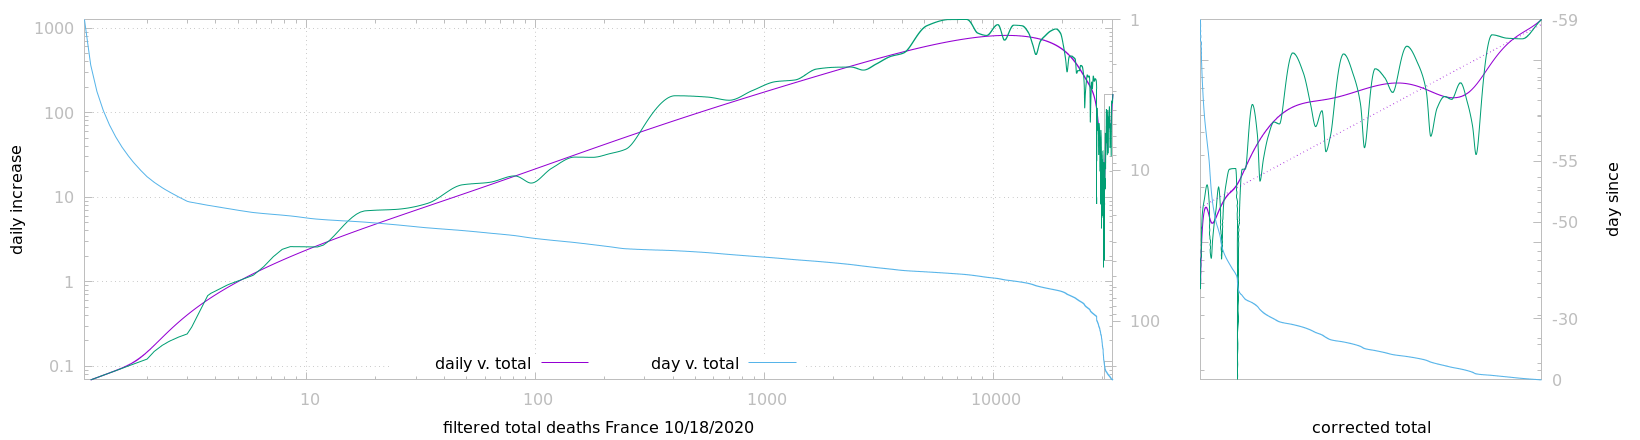 1000
100
10
1
0.1
daily increase
10
100
1000
10000
filtered total deaths France 10/18/2020
daily v. total
day v. total
1
10
100
-59
-55
-50
-30
0
day since
corrected total